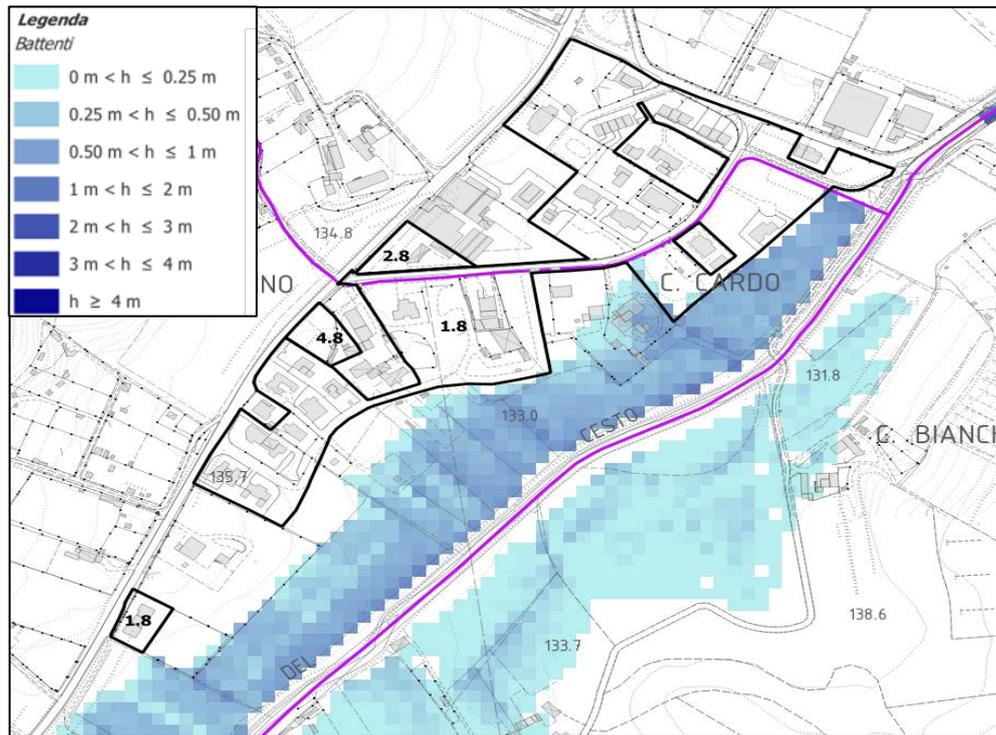 Legenda
Battenti
0 m < h ≤ 0.25 m
0.25 m < h ≤ 0.50 m
0.50 m < h ≤ 1 m
1 m < h ≤ 2 m
2 m < h ≤ 3 m
3 m < h ≤ 4 m
h ≥ 4 m
134.8
2.8
NO
C. CARDO
4.8
1.8
131.8
133.0
CESTO
C. BIANCH
135.7
1.8
138.6
133.7
DEL